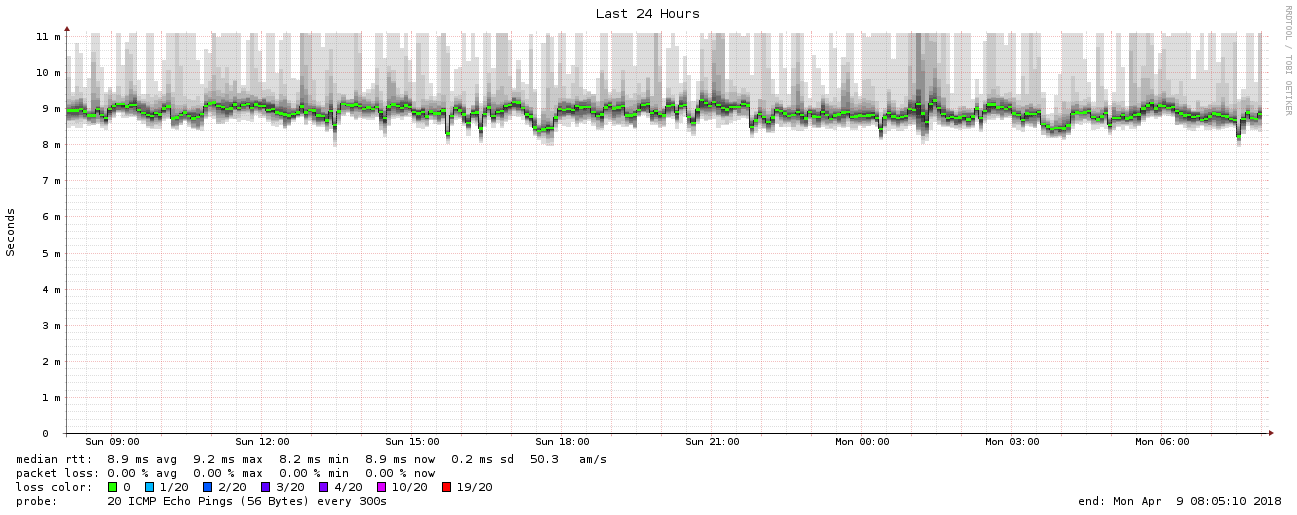 Last 24 Hours
RRDTOOL / TOBI OETIKER
Seconds
11 m
10 m
9 m
8 m
7 m
6 m
5 m
4 m
3 m
2 m
1 m
0
Sun 09:00 Sun 12:00 Sun 15:00 Sun 18:00 Sun 21:00 Mon 00:00 Mon 03:00 Mon 06:00
median rtt: 8.9 ms avg 9.2 ms max 8.2 ms min 8.9 ms now 0.2 ms sd 50.3 am/s
packet loss: 0.00 % avg 0.00 % max 0.00 % min 0.00 % now
loss color: 0 1/20 2/20 3/20 4/20 10/20 19/20
probe: 20 ICMP Echo Pings (56 Bytes) every 300s end: Mon Apr 9 08:05:10 2018